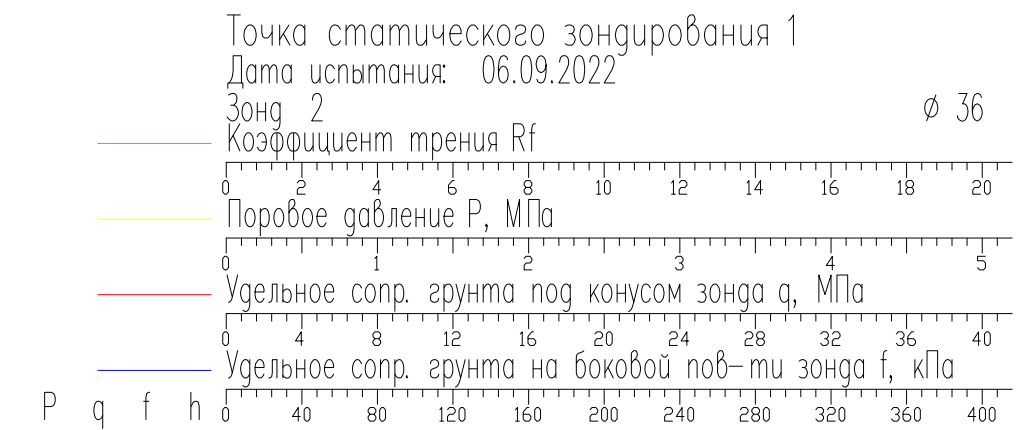 Точка статического зондирования 1
Дата испытания: 06.09.2022
Зонд 2 ϕ 36
Коэффициент трения Rf
0 2 4 6 8 10 12 14 16 18 20
Поровое давление P, МПа
0 1 2 3 4 5
Удельное сопр. грунта под конусом зонда q, МПа
0 4 8 12 16 20 24 28 32 36 40
Удельное сопр. грунта на боковой пов-ти зонда f, кПа
P q f h 0 40 80 120 160 200 240 280 320 360 400